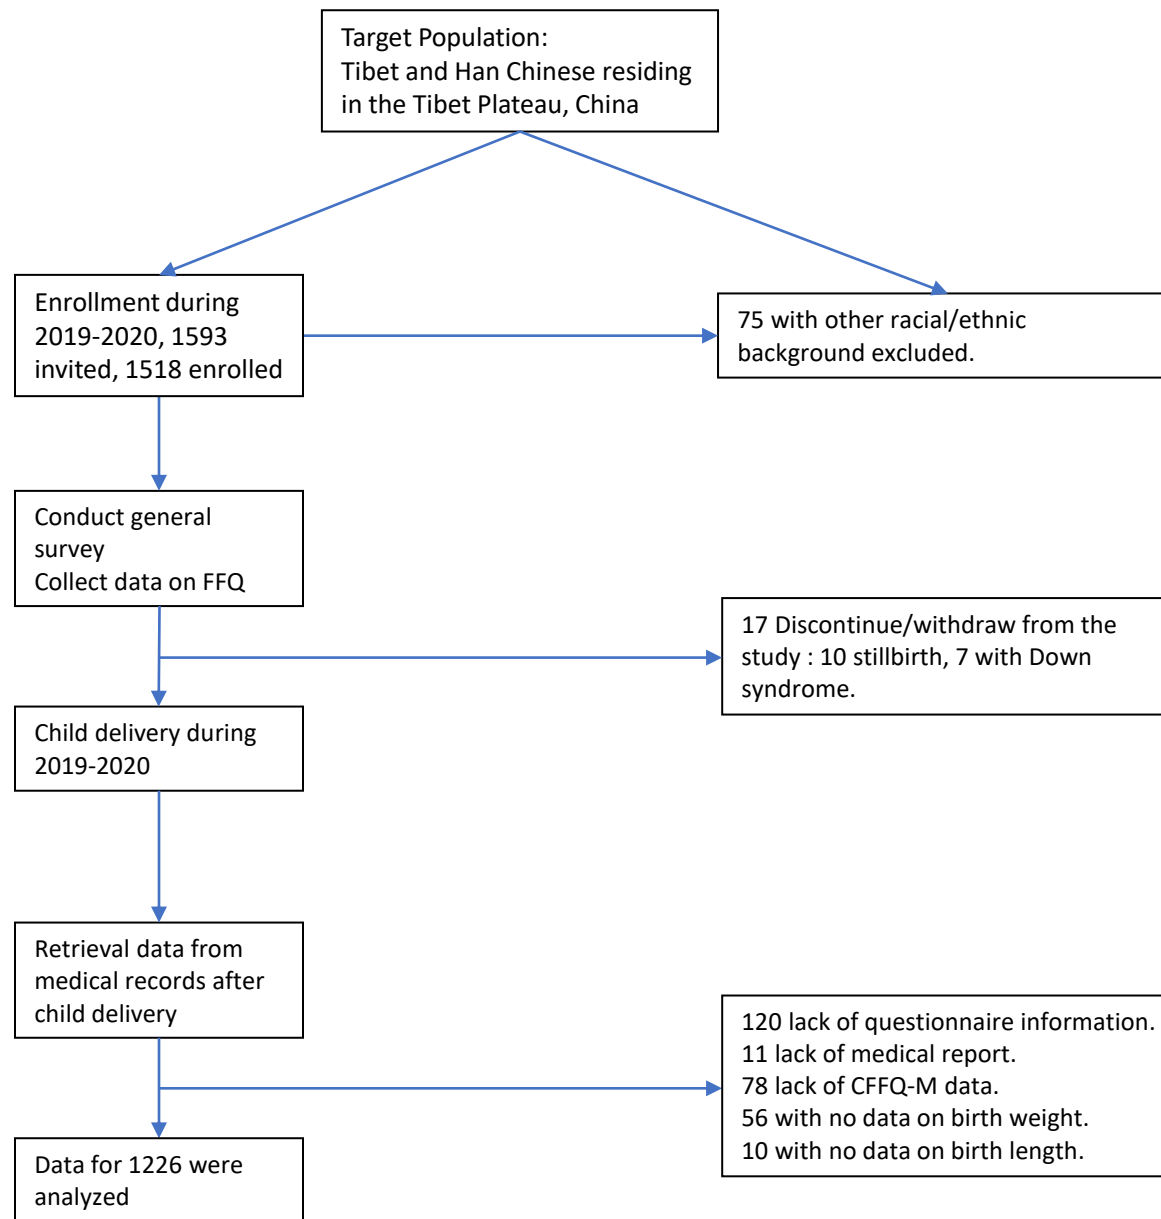 Target Population:
Tibet and Han Chinese residing
in the Tibet Plateau, China
Enrollment during
2019-2020, 1593
invited, 1518 enrolled
75 with other racial/ethnic
background excluded.
Conduct general
survey
Collect data on FFQ
17 Discontinue/withdraw from the
study : 10 stillbirth, 7 with Down
syndrome.
Child delivery during
2019-2020
Retrieval data from
medical records after
child delivery
120 lack of questionnaire information.
11 lack of medical report.
78 lack of CFFQ-M data.
56 with no data on birth weight.
10 with no data on birth length.
Data for 1226 were
analyzed